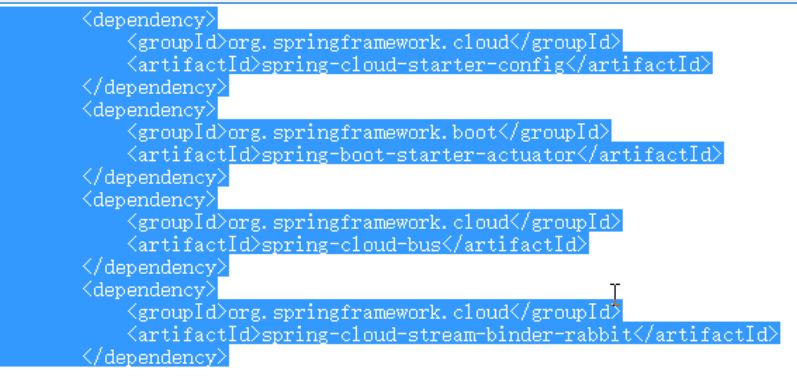 <dependency>
<groupId>org.springframework.cloud</groupId>
<artifactId>spring-cloud-starter-config</artifactId>
</dependency>
<dependency>
<groupId>org.springframework.boot</groupId>
<artifactId>spring-boot-starter-actuator</artifactId>
</dependency>
<dependency>
<groupId>org.springframework.cloud</groupId>
<artifactId>spring-cloud-bus</artifactId>
</dependency>
<dependency>
<groupId>org.springframework.cloud</groupId>
<artifactId>spring-cloud-stream-binder-rabbit</artifactId>
</dependency>